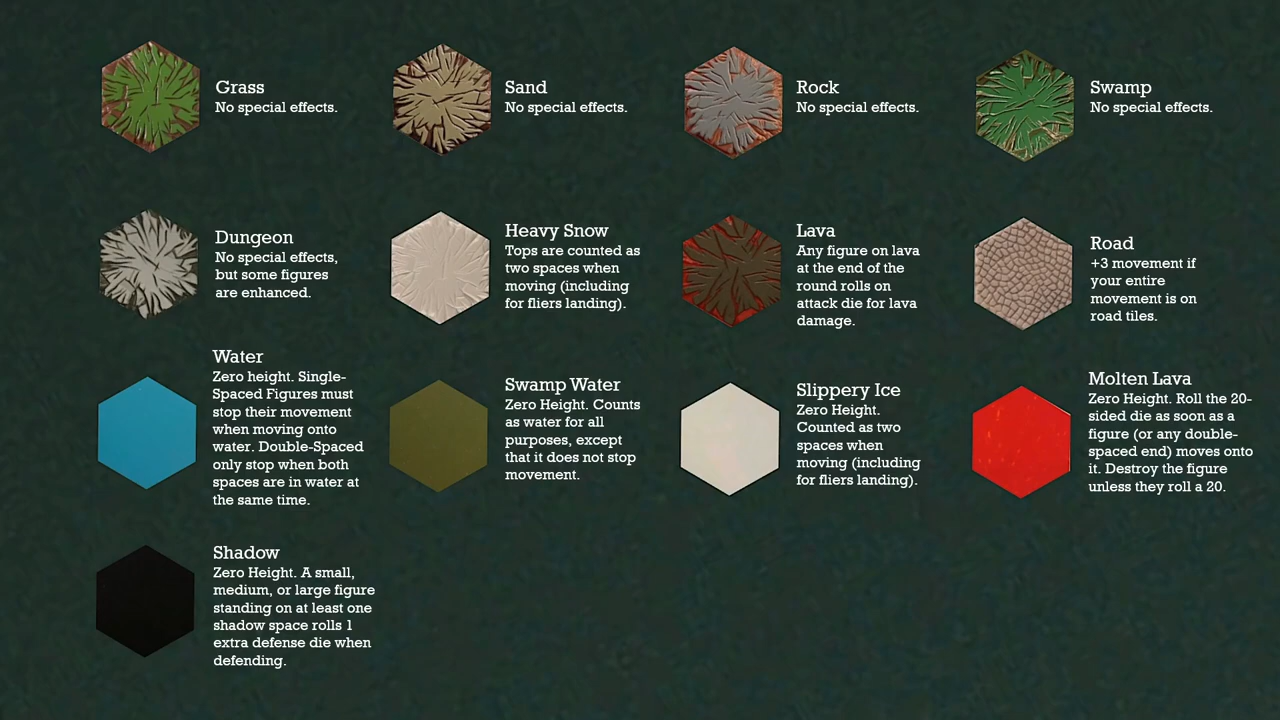 Grass
No special effects.
Sand
No special effects.
Rock
No special effects.
Swamp
No special effects.
Dungeon
No special effects,
but some figures
are enhanced.
Heavy Snow
Tops are counted as
two spaces when
moving (including
for fliers landing).
Lava
Any figure on lava
at the end of the
round rolls on
attack die for lava
damage.
Road
+3 movement if
your entire
movement is on
road tiles.
Water
Zero height. Single-
Spaced Figures must
stop their movement
when moving onto
water. Double-Spaced
only stop when both
spaces are in water at
the same time.
Swamp Water
Zero Height. Counts
as water for all
purposes, except
that it does not stop
movement.
Slippery Ice
Zero Height.
Counted as two
spaces when
moving (including
for fliers landing).
Molten Lava
Zero Height. Roll the 20-
sided die as soon as a
figure (or any double-
spaced end) moves onto
it. Destroy the figure
unless they roll a 20.
Shadow
Zero Height. A small,
medium, or large figure
standing on at least one
shadow space rolls 1
extra defense die when
defending.